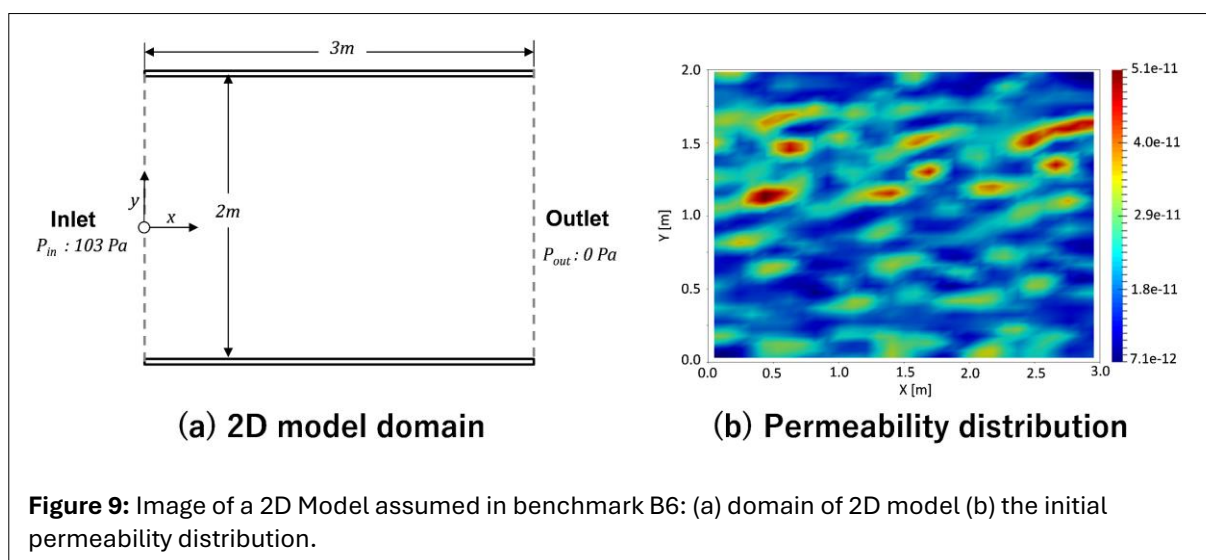 3m
2m
y
x
Inlet
P_in : 103 Pa
Outlet
P_out : 0 Pa
(a) 2D model domain
2.0
1.5
1.0
0.5
0.0
Y [m]
0.0 0.5 1.0 1.5 2.0 2.5 3.0
X [m]
5.1e-11
4.0e-11
2.9e-11
1.8e-11
7.1e-12
(b) Permeability distribution
Figure 9: Image of a 2D Model assumed in benchmark B6: (a) domain of 2D model (b) the initial
permeability distribution.